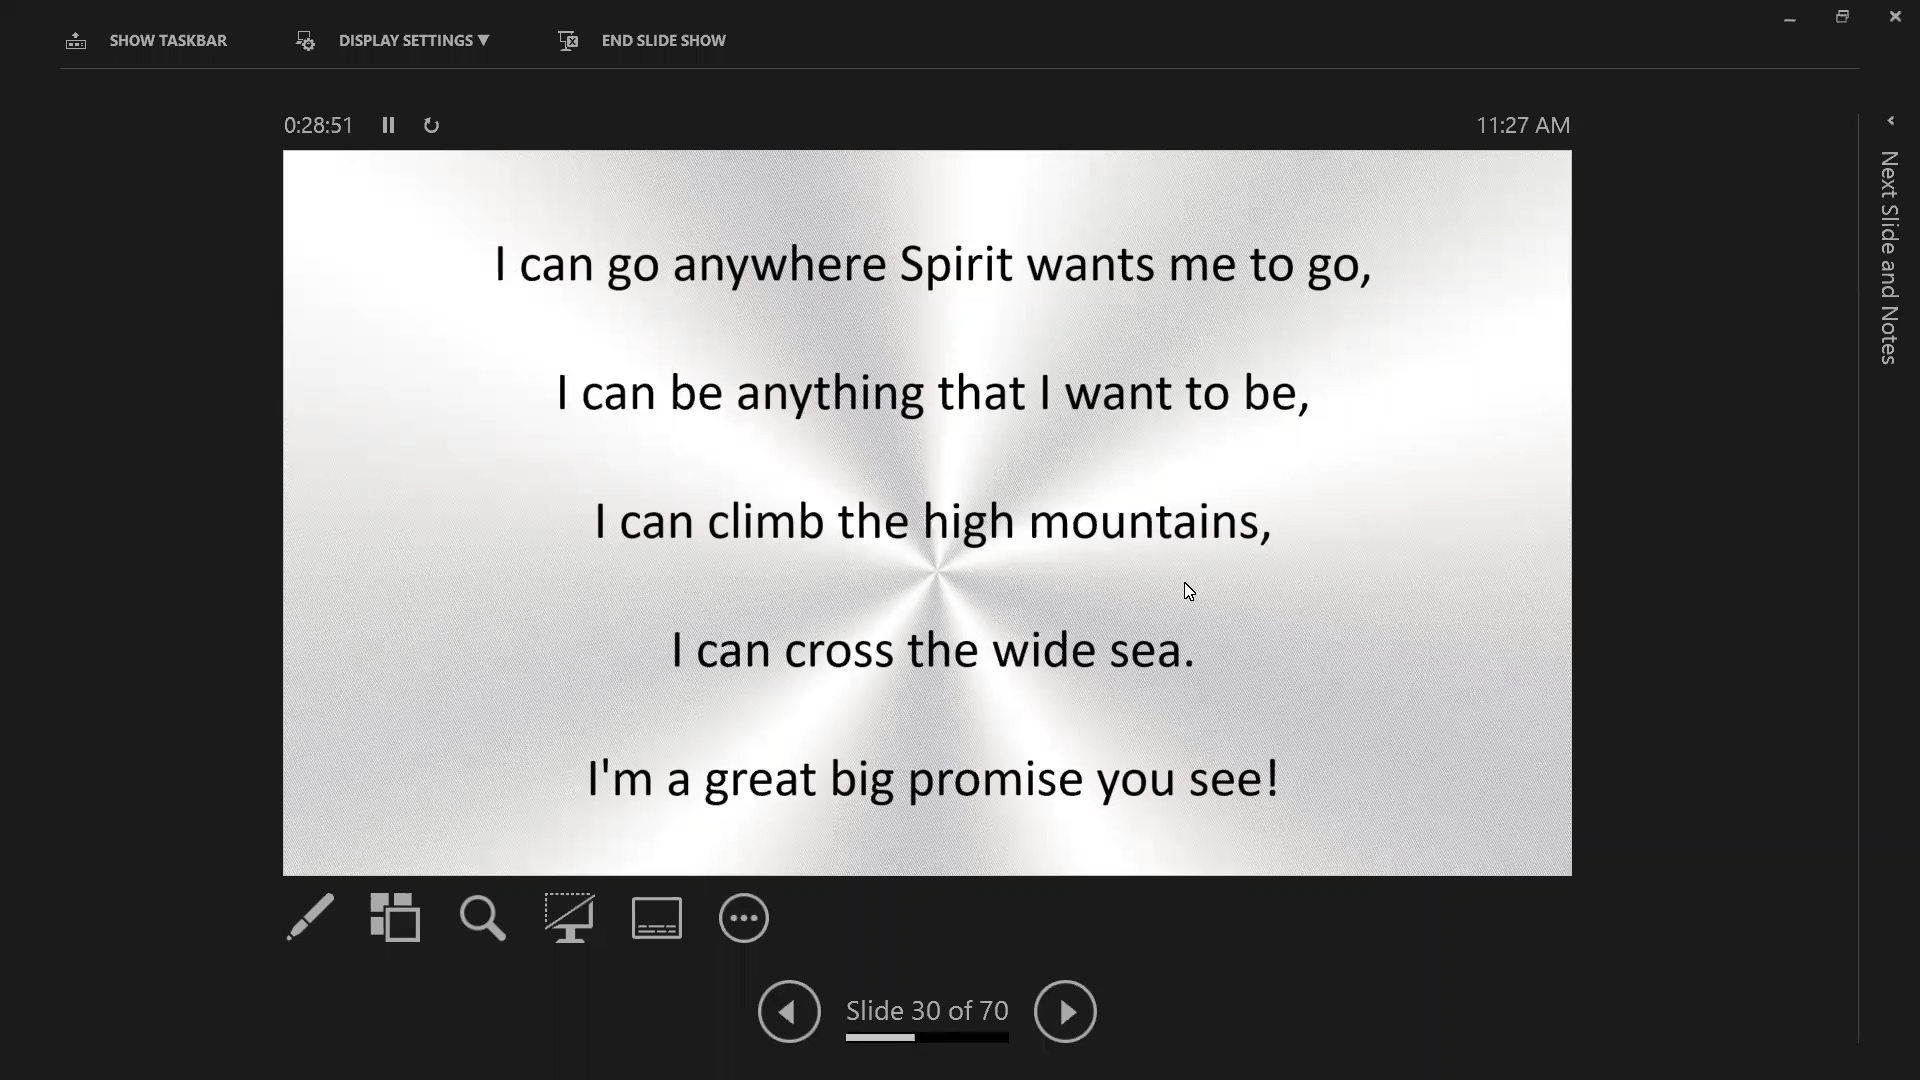 SHOW TASKBAR
DISPLAY SETTINGS ▼
END SLIDE SHOW
0:28:51
11:27 AM
I can go anywhere Spirit wants me to go,
I can be anything that I want to be,
I can climb the high mountains,
I can cross the wide sea.
I'm a great big promise you see!
Next Slide and Notes
Slide 30 of 70